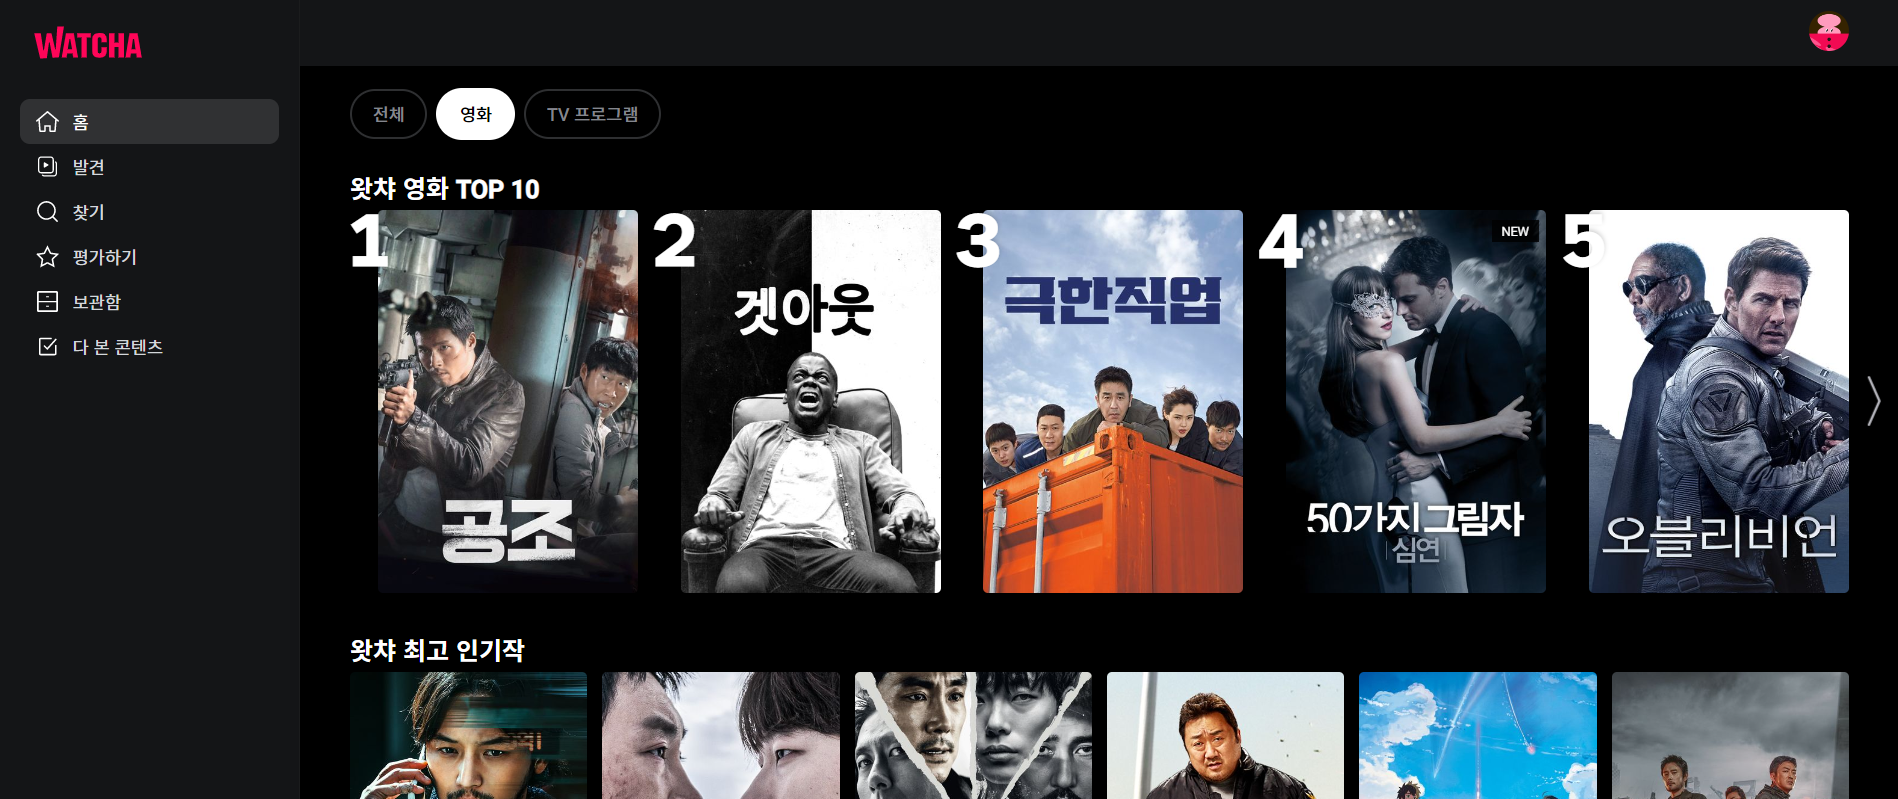 WATCHA
홈
발견
찾기
평가하기
보관함
다 본 콘텐츠
전체
영화
TV 프로그램
왓챠 영화 TOP 10
1
2
3
4
5
공조
겟아웃
극한직업
NEW
50가지 그림자
심연
오블리비언
왓챠 최고 인기작